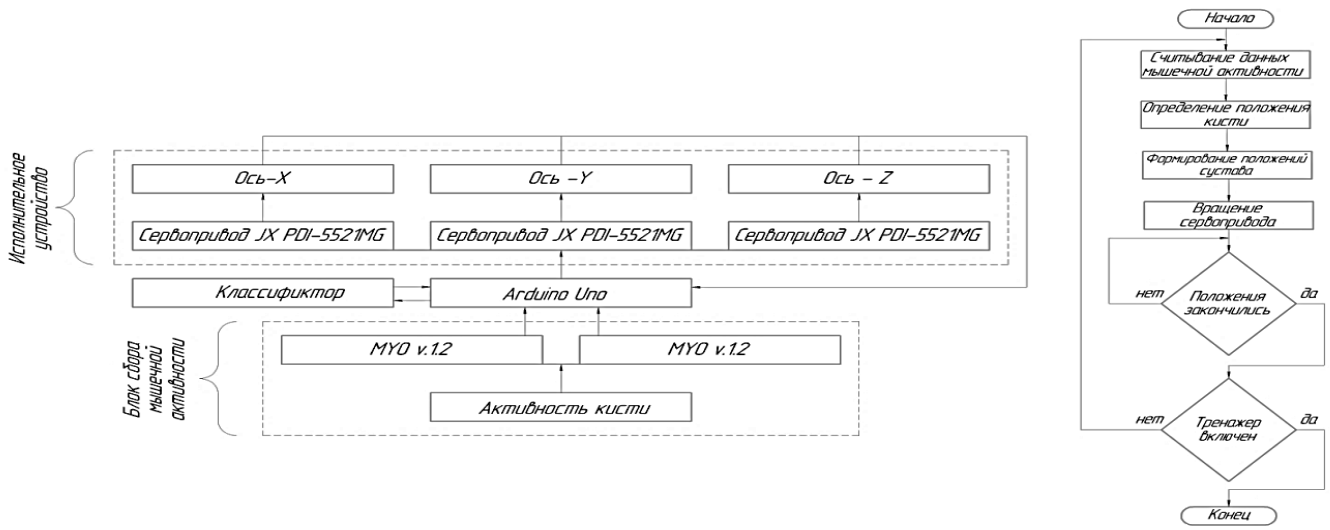 Исполнительное
устройство
Ось-X
Ось -Y
Ось - Z
Сервопривод JX PDI-5521MG
Сервопривод JX PDI-5521MG
Сервопривод JX PDI-5521MG
Классификтор
Arduino Uno
Блок сбора
мышечной
активности
MYO v.1.2
MYO v.1.2
Активность кисти
Начало
Считывание данных
мышечной активности
Определение положения
кисти
Формирование положений
сустава
Вращение
сервопривода
нет
Положения
закончились
да
нет
Тренажер
включен
да
Конец